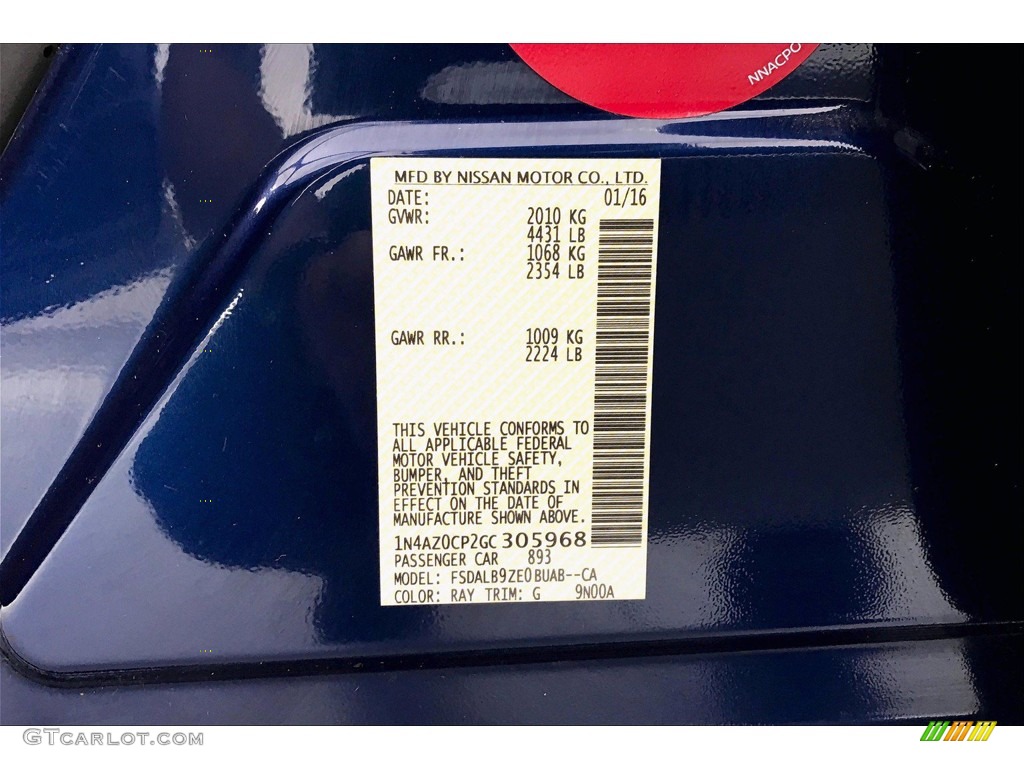 NNACPO
MFD BY NISSAN MOTOR CO., LTD.
DATE: 01/16
GVWR: 2010 KG
4431 LB
GAWR FR.: 1068 KG
2354 LB
GAWR RR.: 1009 KG
2224 LB
THIS VEHICLE CONFORMS TO
ALL APPLICABLE FEDERAL
MOTOR VEHICLE SAFETY,
BUMPER, AND THEFT
PREVENTION STANDARDS IN
EFFECT ON THE DATE OF
MANUFACTURE SHOWN ABOVE.
1N4AZ0CP2GC305968
PASSENGER CAR 893
MODEL: FSDALB9ZE0BUAB--CA
COLOR: RAY TRIM: G 9N00A
GTCarLot.com